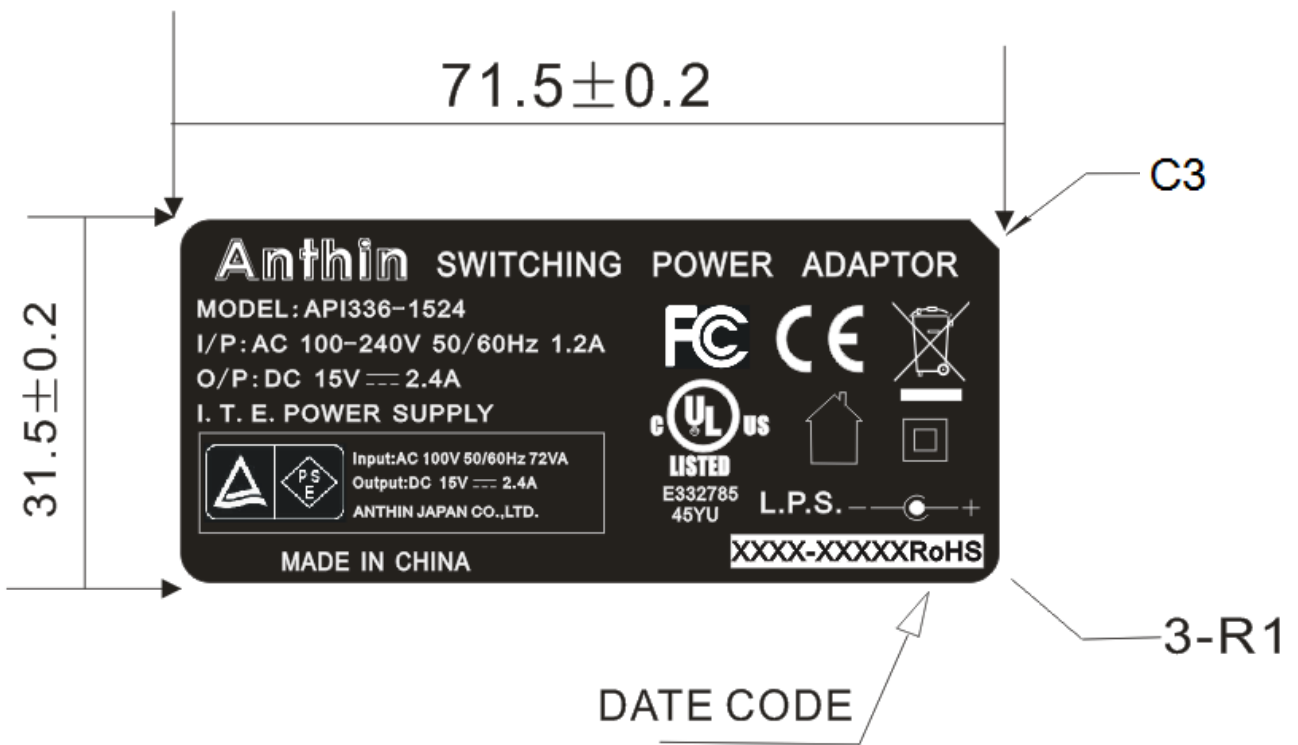 71.5±0.2
C3
31.5±0.2
Anthin SWITCHING POWER ADAPTOR
MODEL:API336-1524
I/P:AC 100-240V 50/60Hz 1.2A
O/P:DC 15V⎓2.4A
I. T. E. POWER SUPPLY
FC CE
c UL US
LISTED
E332785
45YU
PSE
Input:AC 100V 50/60Hz 72VA
Output:DC 15V ⎓ 2.4A
ANTHIN JAPAN CO.,LTD.
L.P.S. - +
MADE IN CHINA
XXXX-XXXXXRoHS
3-R1
DATE CODE